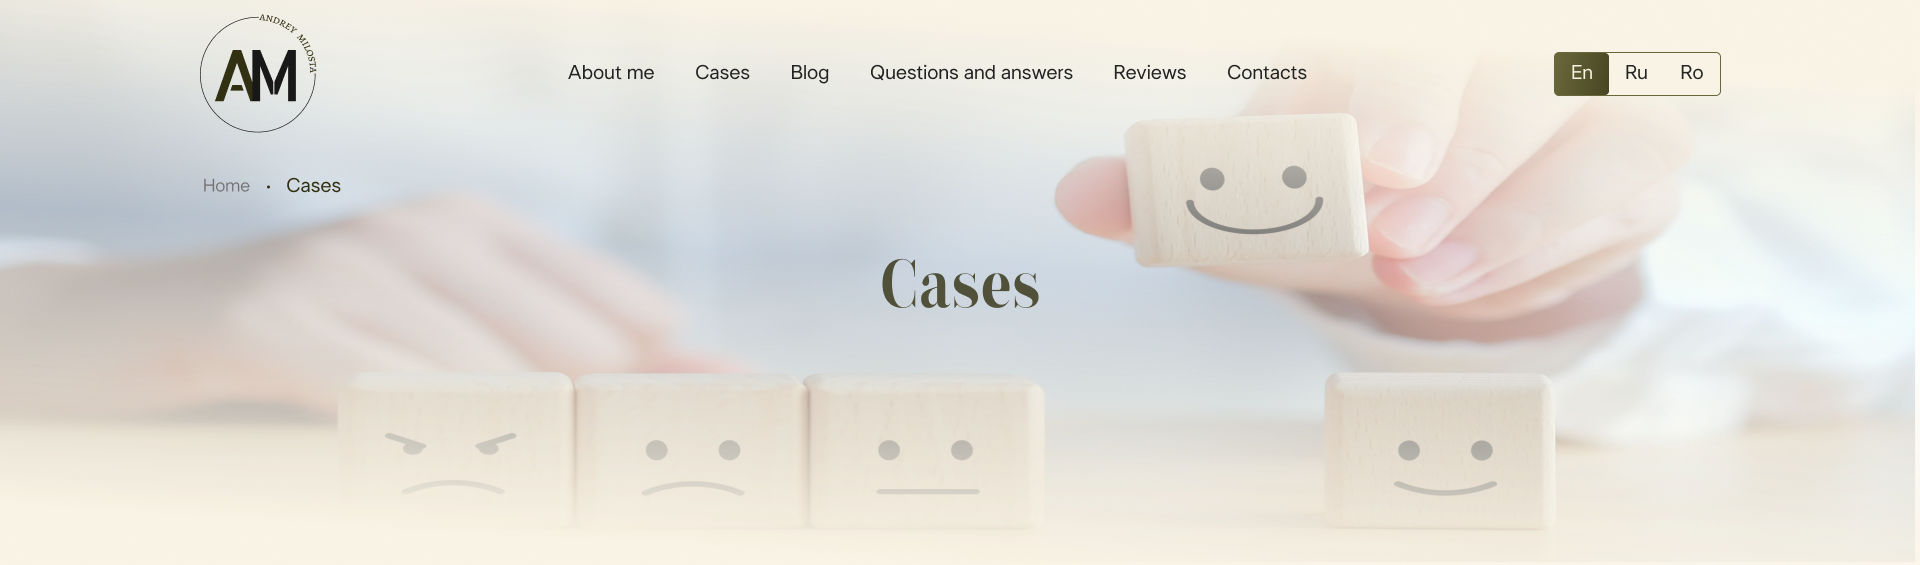 ANDREY MILOSTA
AM
About me Cases Blog Questions and answers Reviews Contacts
En Ru Ro
Home • Cases
Cases